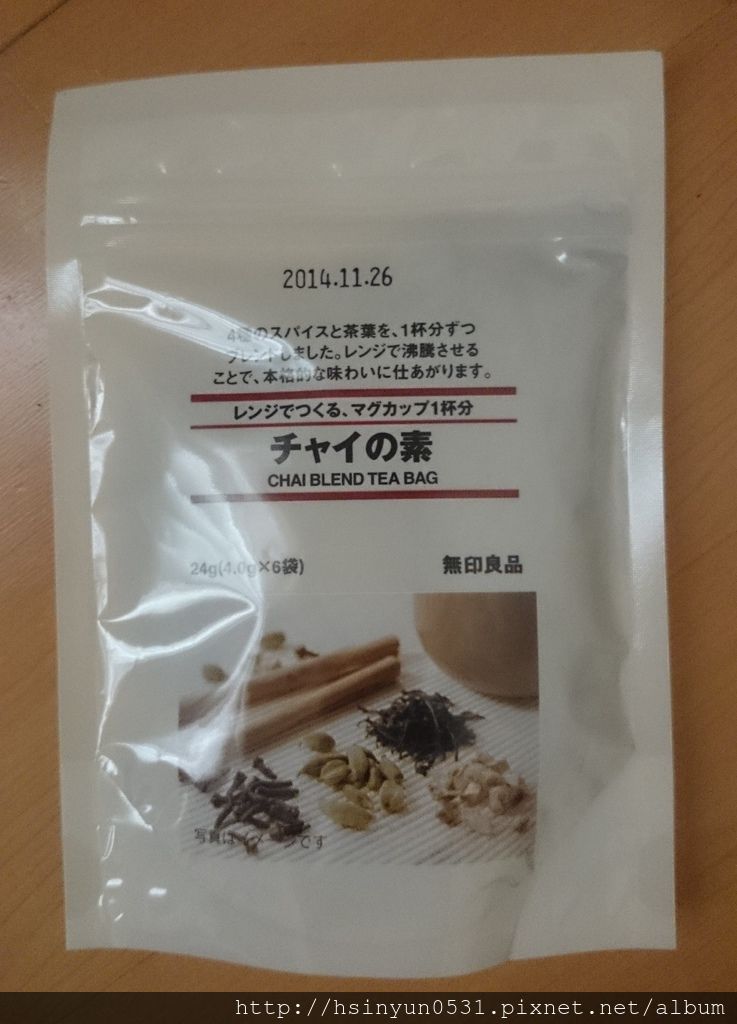 2014.11.26
4種のスパイスと茶葉を、1杯分ずつ
ブレンドしました。レンジで沸騰させる
ことで、本格的な味わいに仕あがります。
レンジでつくる、マグカップ1杯分
チャイの素
CHAI BLEND TEA BAG
24g(4.0g×6袋)
無印良品
写真はイメージです
http://hsinyun0531.pixnet.net/album